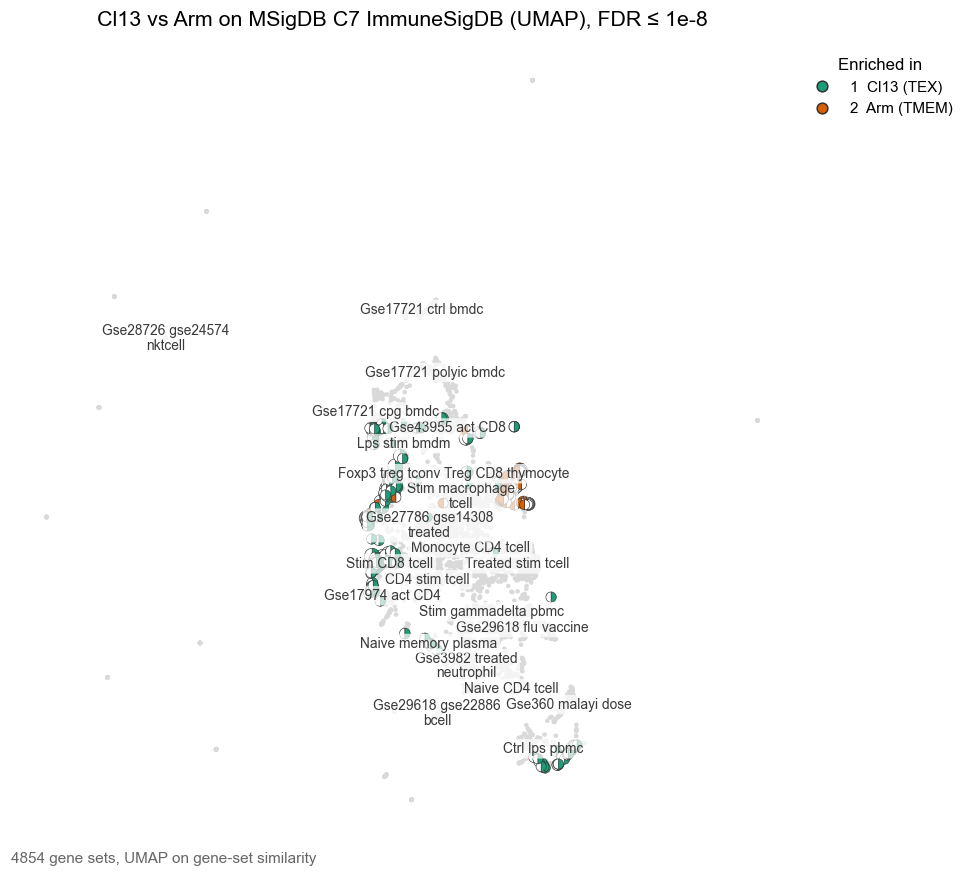 Cl13 vs Arm on MSigDB C7 ImmuneSigDB (UMAP), FDR ≤ 1e-8
Enriched in
1 Cl13 (TEX)
2 Arm (TMEM)
Gse17721 ctrl bmdc
Gse28726 gse24574
nktcell
Gse17721 polyic bmdc
Gse17721 cpg bmdc
Gse43955 act CD8
Lps stim bmdm
Foxp3 treg tconv Treg CD8 thymocyte
Stim macrophage
tcell
Gse27786 gse14308
treated
Monocyte CD4 tcell
Stim CD8 tcell
Treated stim tcell
CD4 stim tcell
Gse17974 act CD4
Stim gammadelta pbmc
Gse29618 flu vaccine
Naive memory plasma
Gse3982 treated
neutrophil
Naive CD4 tcell
Gse29618 gse22886
bcell
Gse360 malayi dose
Ctrl lps pbmc
4854 gene sets, UMAP on gene-set similarity